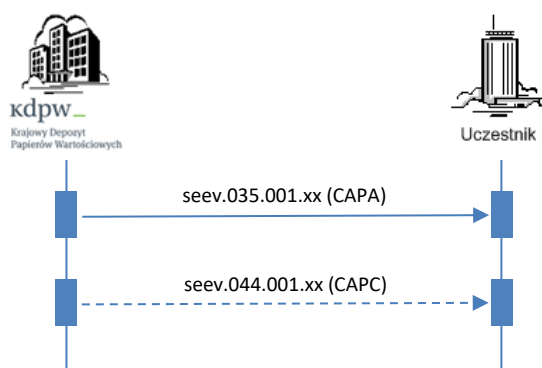 kdpw_
Krajowy Depozyt
Papierów Wartościowych
Uczestnik
seev.035.001.xx (CAPA)
seev.044.001.xx (CAPC)